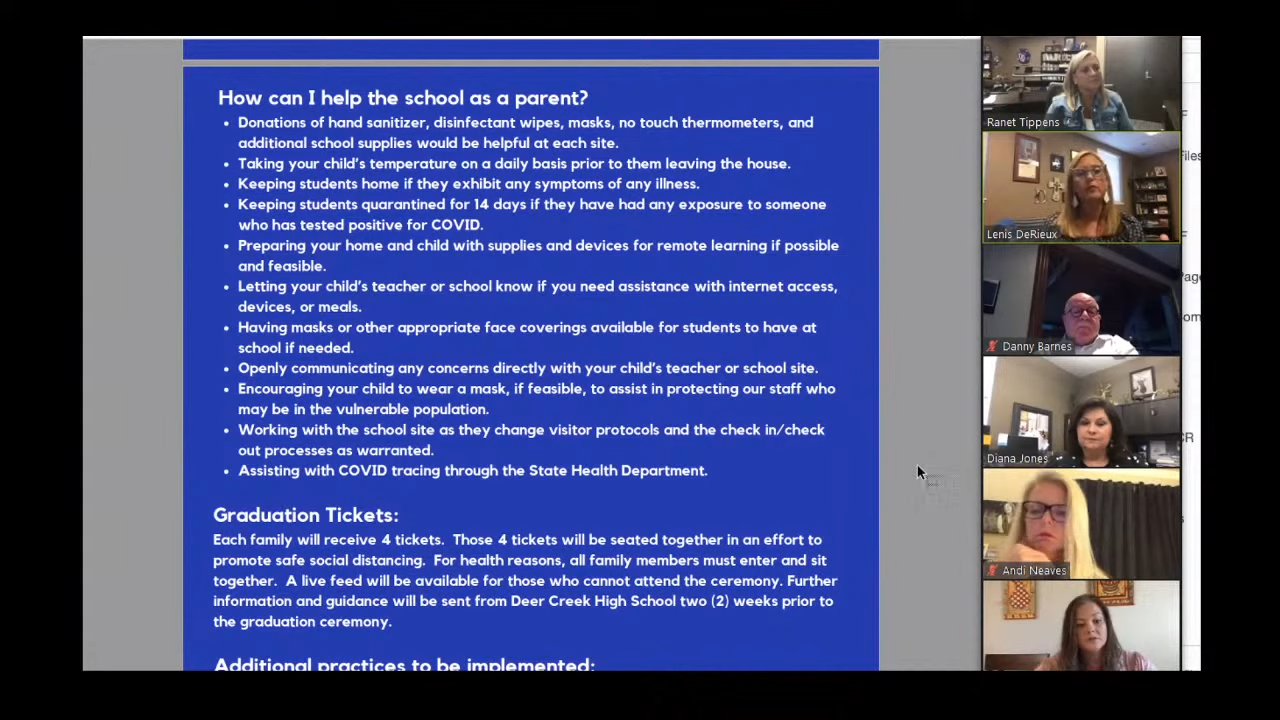 How can I help the school as a parent?
• Donations of hand sanitizer, disinfectant wipes, masks, no touch thermometers, and
additional school supplies would be helpful at each site.
• Taking your child's temperature on a daily basis prior to them leaving the house.
• Keeping students home if they exhibit any symptoms of any illness.
• Keeping students quarantined for 14 days if they have had any exposure to someone
who has tested positive for COVID.
• Preparing your home and child with supplies and devices for remote learning if possible
and feasible.
• Letting your child's teacher or school know if you need assistance with internet access,
devices, or meals.
• Having masks or other appropriate face coverings available for students to have at
school if needed.
• Openly communicating any concerns directly with your child's teacher or school site.
• Encouraging your child to wear a mask, if feasible, to assist in protecting our staff who
may be in the vulnerable population.
• Working with the school site as they change visitor protocols and the check in/check
out processes as warranted.
• Assisting with COVID tracing through the State Health Department.
Graduation Tickets:
Each family will receive 4 tickets. Those 4 tickets will be seated together in an effort to
promote safe social distancing. For health reasons, all family members must enter and sit
together. A live feed will be available for those who cannot attend the ceremony. Further
information and guidance will be sent from Deer Creek High School two (2) weeks prior to
the graduation ceremony.
Additional practices to be implemented:
Ranet Tippens
Lenis DeRieux
Danny Barnes
Diana Jones
Andi Neaves